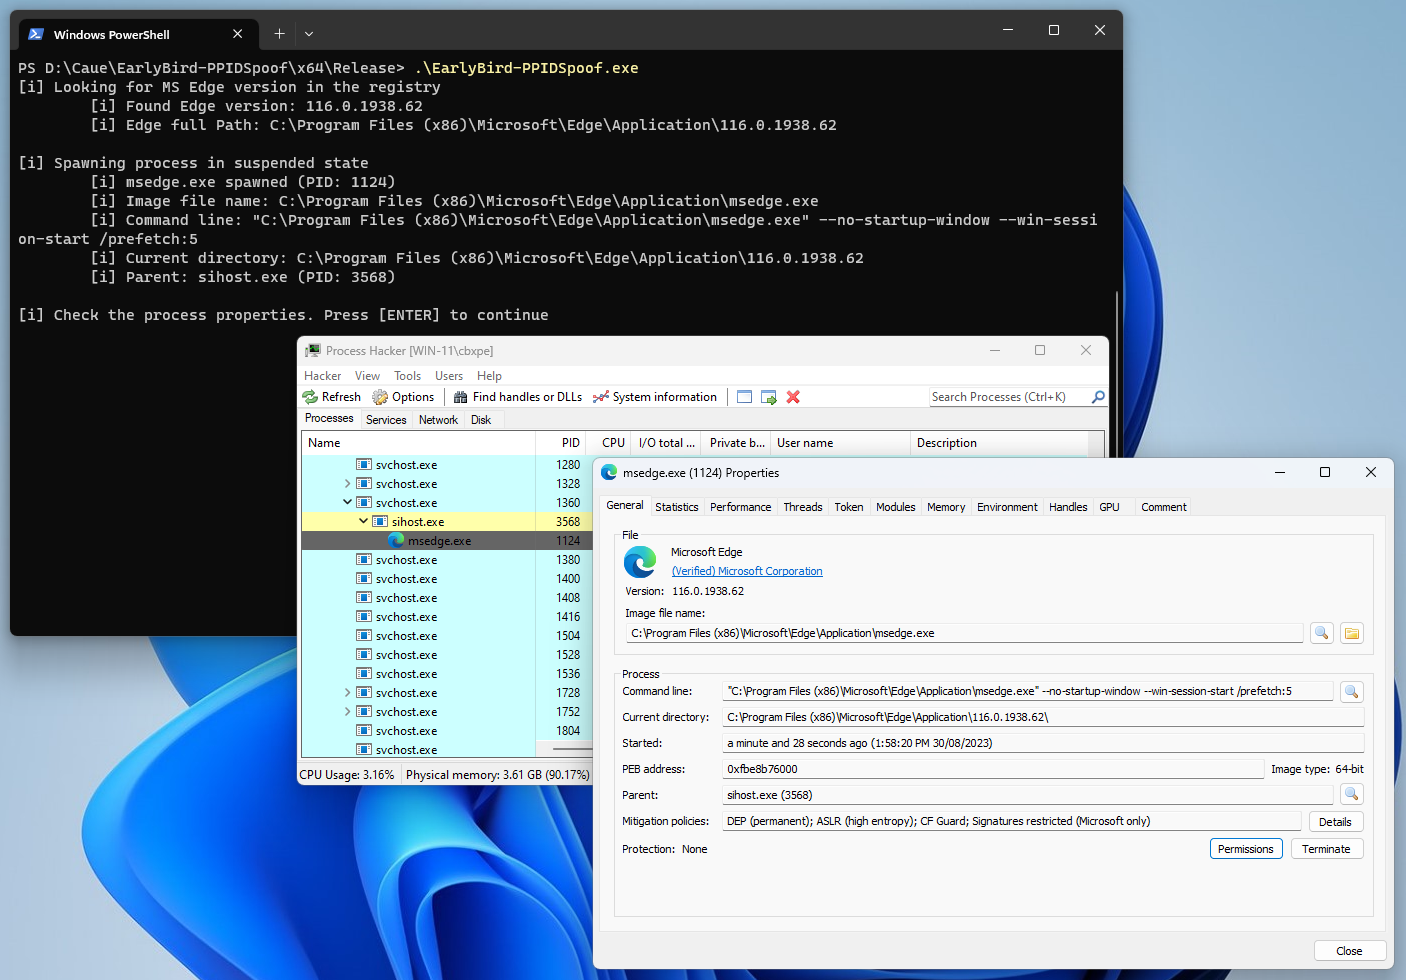 Windows PowerShell
PS D:\Caue\EarlyBird-PPIDSpoof\x64\Release> .\EarlyBird-PPIDSpoof.exe
[i] Looking for MS Edge version in the registry
[i] Found Edge version: 116.0.1938.62
[i] Edge full Path: C:\Program Files (x86)\Microsoft\Edge\Application\116.0.1938.62
[i] Spawning process in suspended state
[i] msedge.exe spawned (PID: 1124)
[i] Image file name: C:\Program Files (x86)\Microsoft\Edge\Application\msedge.exe
[i] Command line: "C:\Program Files (x86)\Microsoft\Edge\Application\msedge.exe" --no-startup-window --win-sessi
on-start /prefetch:5
[i] Current directory: C:\Program Files (x86)\Microsoft\Edge\Application\116.0.1938.62
[i] Parent: sihost.exe (PID: 3568)
[i] Check the process properties. Press [ENTER] to continue
Process Hacker [WIN-11\cbxpe]
Hacker View Tools Users Help
Refresh Options Find handles or DLLs System information Search Processes (Ctrl+K)
Processes Services Network Disk
Name PID CPU I/O total ... Private b... User name Description
svchost.exe 1280
svchost.exe 1328
svchost.exe 1360
sihost.exe 3568
msedge.exe 1124
svchost.exe 1380
svchost.exe 1400
svchost.exe 1408
svchost.exe 1416
svchost.exe 1504
svchost.exe 1528
svchost.exe 1536
svchost.exe 1728
svchost.exe 1752
svchost.exe 1804
svchost.exe
CPU Usage: 3.16% Physical memory: 3.61 GB (90.17%)
msedge.exe (1124) Properties
General Statistics Performance Threads Token Modules Memory Environment Handles GPU Comment
File
Microsoft Edge
(Verified) Microsoft Corporation
Version: 116.0.1938.62
Image file name:
C:\Program Files (x86)\Microsoft\Edge\Application\msedge.exe
Process
Command line: "C:\Program Files (x86)\Microsoft\Edge\Application\msedge.exe" --no-startup-window --win-session-start /prefetch:5
Current directory: C:\Program Files (x86)\Microsoft\Edge\Application\116.0.1938.62\
Started: a minute and 28 seconds ago (1:58:20 PM 30/08/2023)
PEB address: 0xfbe8b76000 Image type: 64-bit
Parent: sihost.exe (3568)
Mitigation policies: DEP (permanent); ASLR (high entropy); CF Guard; Signatures restricted (Microsoft only) Details
Protection: None Permissions Terminate
Close